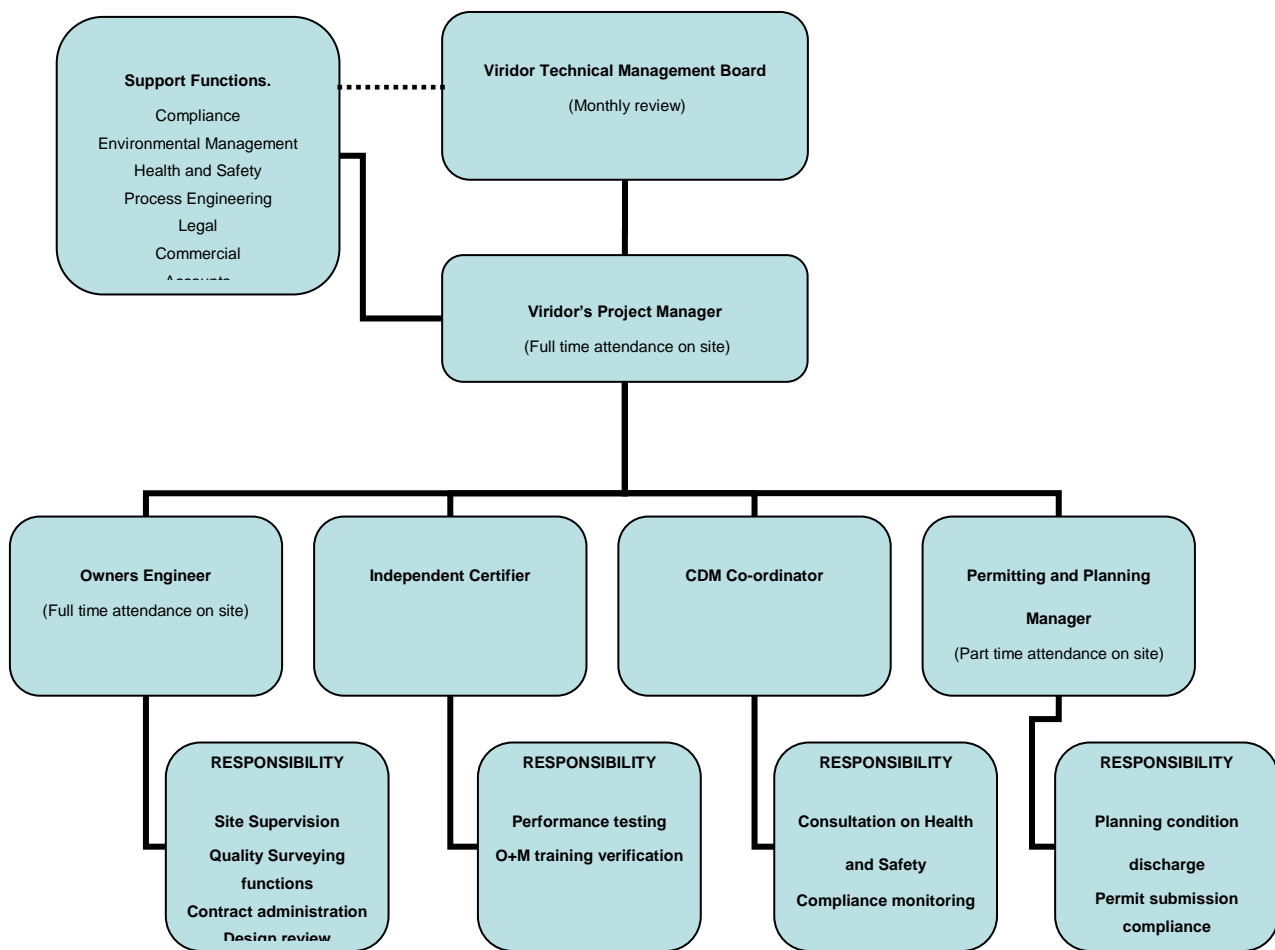 Support Functions.
Compliance
Environmental Management
Health and Safety
Process Engineering
Legal
Commercial
Accounts
Viridor Technical Management Board
(Monthly review)
Viridor’s Project Manager
(Full time attendance on site)
Owners Engineer
(Full time attendance on site)
Independent Certifier
CDM Co-ordinator
Permitting and Planning
Manager
(Part time attendance on site)
RESPONSIBILITY
Site Supervision
Quality Surveying
functions
Contract administration
Design review
RESPONSIBILITY
Performance testing
O+M training verification
RESPONSIBILITY
Consultation on Health
and Safety
Compliance monitoring
RESPONSIBILITY
Planning condition
discharge
Permit submission
compliance